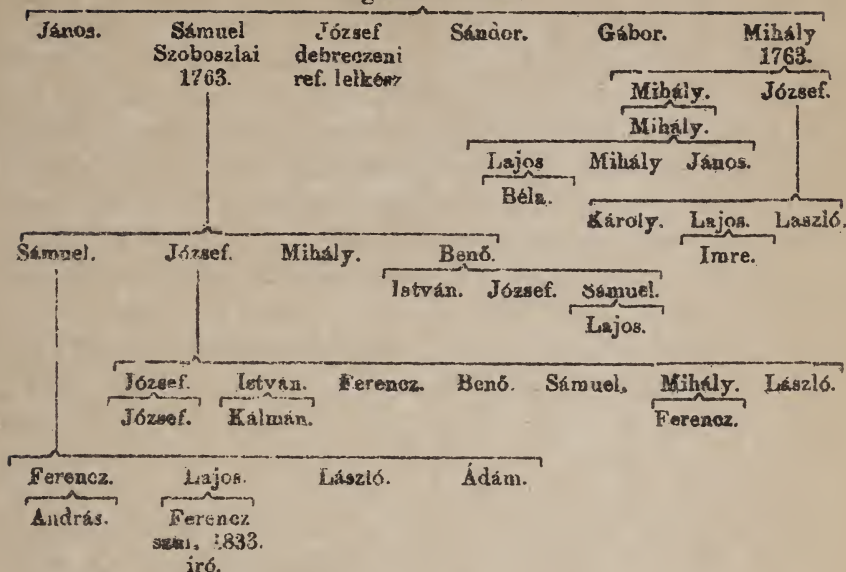 János. Sámuel József Sándor. Gábor. Mihály
Szoboszlai debreczeni 1763.
1763. ref. lelkész
Mihály. József.
Mihály.
Lajos Mihály János.
Béla.
Károly. Lajos. Laszló.
Imre.
Sámuel. József. Mihály. Benő.
István. József. Sámuel.
Lajos.
József. István. Ferencz. Benő. Sámuel, Mihály. László.
József. Kálmán. Ferencz.
Ferencz. Lajos. László. Ádám.
András. Ferencz
1833.
író.